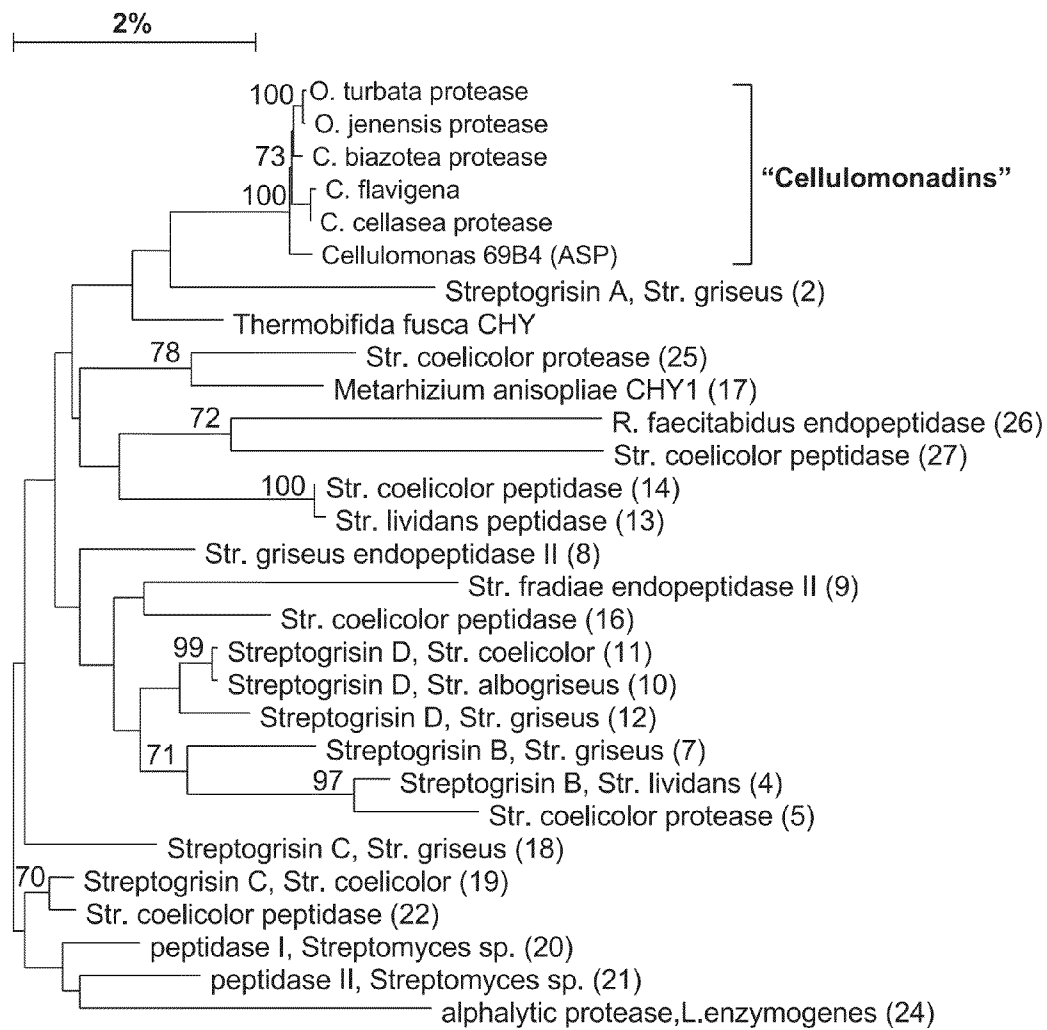 2%
100 O. turbata protease
O. jenensis protease
73 C. biazotea protease
“Cellulomonadins”
100 C. flavigena
C. cellasea protease
Cellulomonas 69B4 (ASP)
Streptogrisin A, Str. griseus (2)
Thermobifida fusca CHY
78 Str. coelicolor protease (25)
Metarhizium anisopliae CHY1 (17)
72 R. faecitabidus endopeptidase (26)
Str. coelicolor peptidase (27)
100 Str. coelicolor peptidase (14)
Str. lividans peptidase (13)
Str. griseus endopeptidase II (8)
Str. fradiae endopeptidase II (9)
Str. coelicolor peptidase (16)
99 Streptogrisin D, Str. coelicolor (11)
Streptogrisin D, Str. albogriseus (10)
Streptogrisin D, Str. griseus (12)
71 Streptogrisin B, Str. griseus (7)
97 Streptogrisin B, Str. lividans (4)
Str. coelicolor protease (5)
Streptogrisin C, Str. griseus (18)
70 Streptogrisin C, Str. coelicolor (19)
Str. coelicolor peptidase (22)
peptidase I, Streptomyces sp. (20)
peptidase II, Streptomyces sp. (21)
alphalytic protease,L.enzymogenes (24)